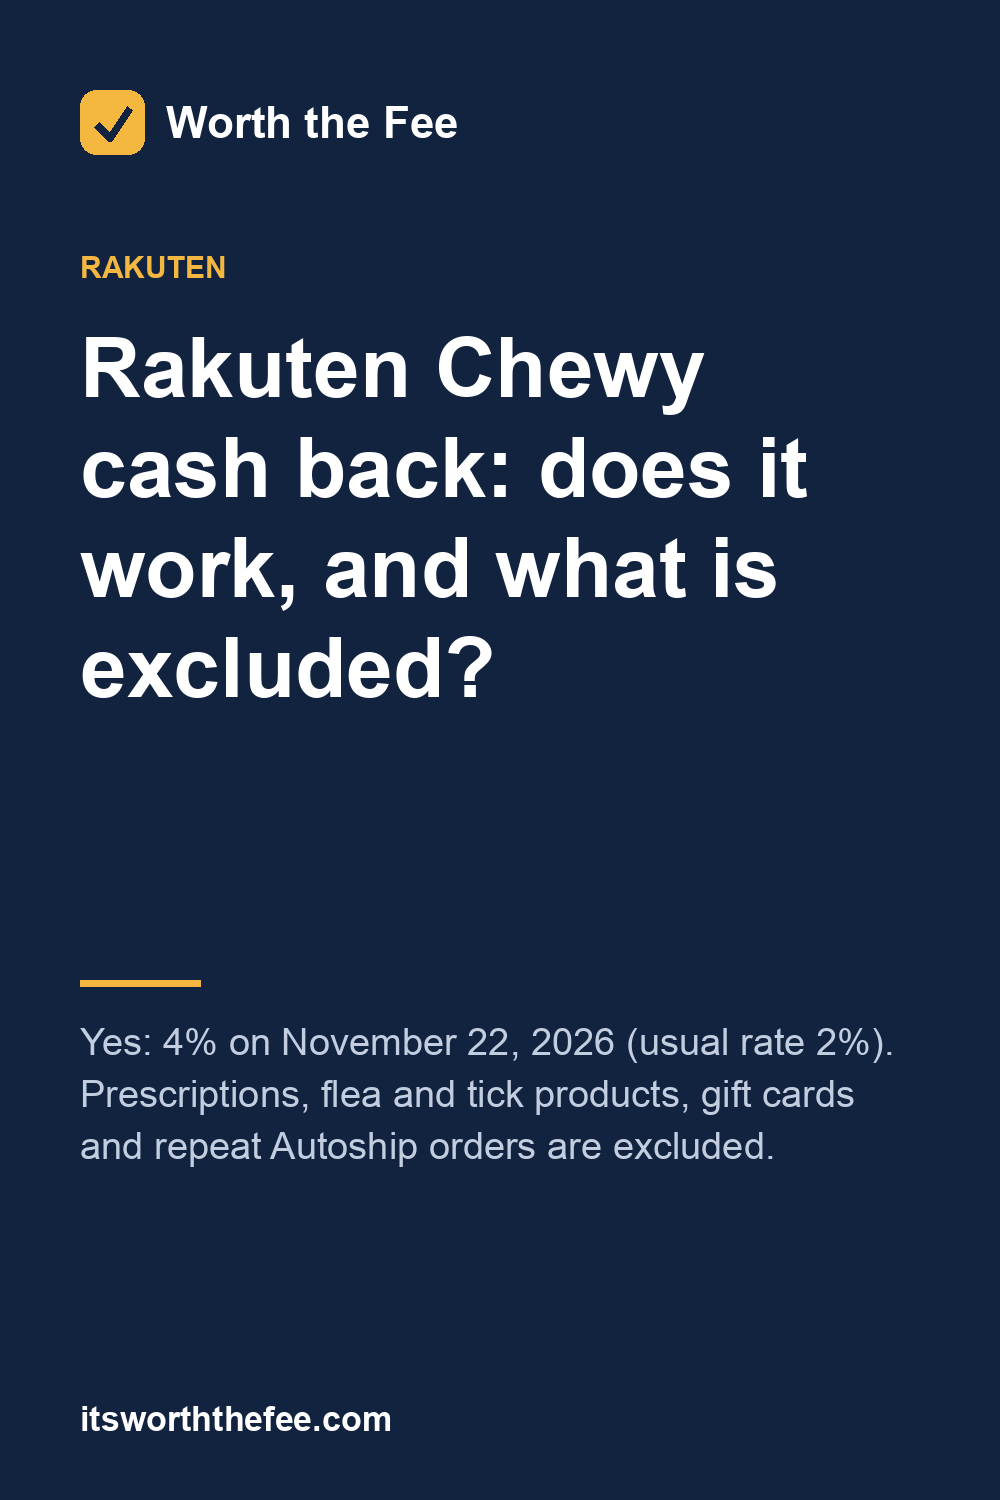 Worth the Fee
RAKUTEN
Rakuten Chewy
cash back: does it
work, and what is
excluded?
Yes: 4% on November 22, 2026 (usual rate 2%).
Prescriptions, flea and tick products, gift cards
and repeat Autoship orders are excluded.
itsworththefee.com